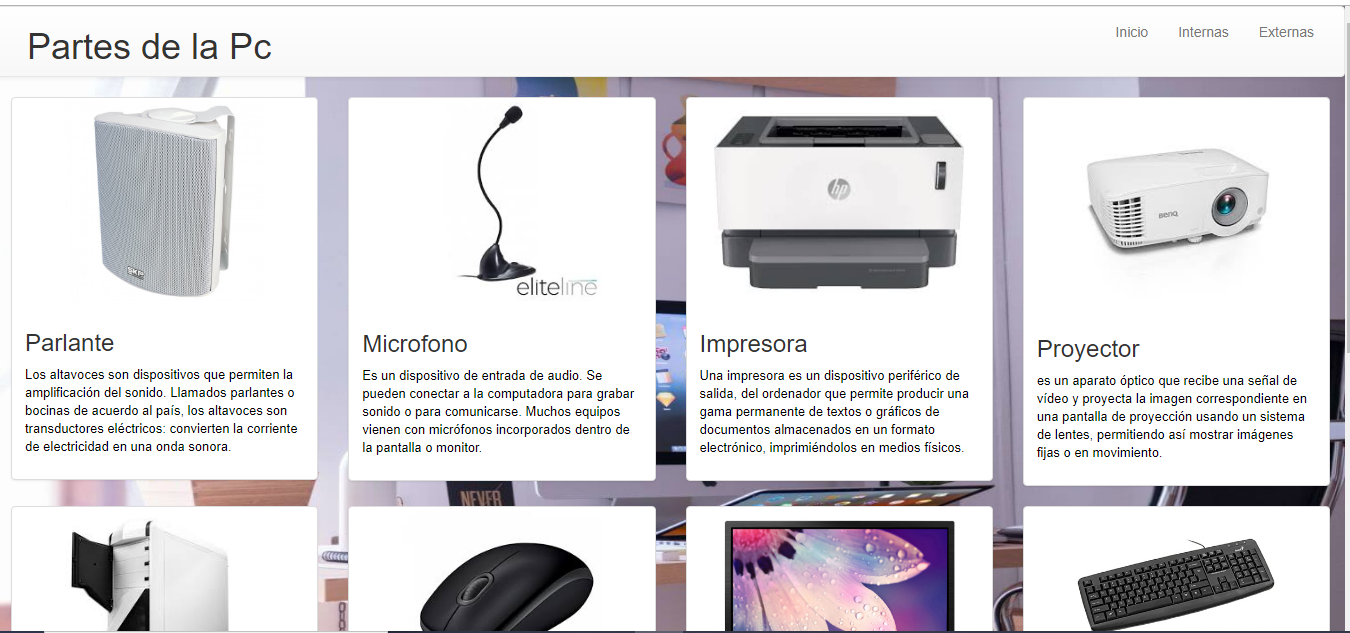 Partes de la Pc
Inicio
Internas
Externas
SKP
eliteline
hp
BenQ
Parlante
Los altavoces son dispositivos que permiten la
amplificación del sonido. Llamados parlantes o
bocinas de acuerdo al país, los altavoces son
transductores eléctricos: convierten la corriente
de electricidad en una onda sonora.
Microfono
Es un dispositivo de entrada de audio. Se
pueden conectar a la computadora para grabar
sonido o para comunicarse. Muchos equipos
vienen con micrófonos incorporados dentro de
la pantalla o monitor.
Impresora
Una impresora es un dispositivo periférico de
salida, del ordenador que permite producir una
gama permanente de textos o gráficos de
documentos almacenados en un formato
electrónico, imprimiéndolos en medios físicos.
Proyector
es un aparato óptico que recibe una señal de
vídeo y proyecta la imagen correspondiente en
una pantalla de proyección usando un sistema
de lentes, permitiendo así mostrar imágenes
fijas o en movimiento.
NEVER